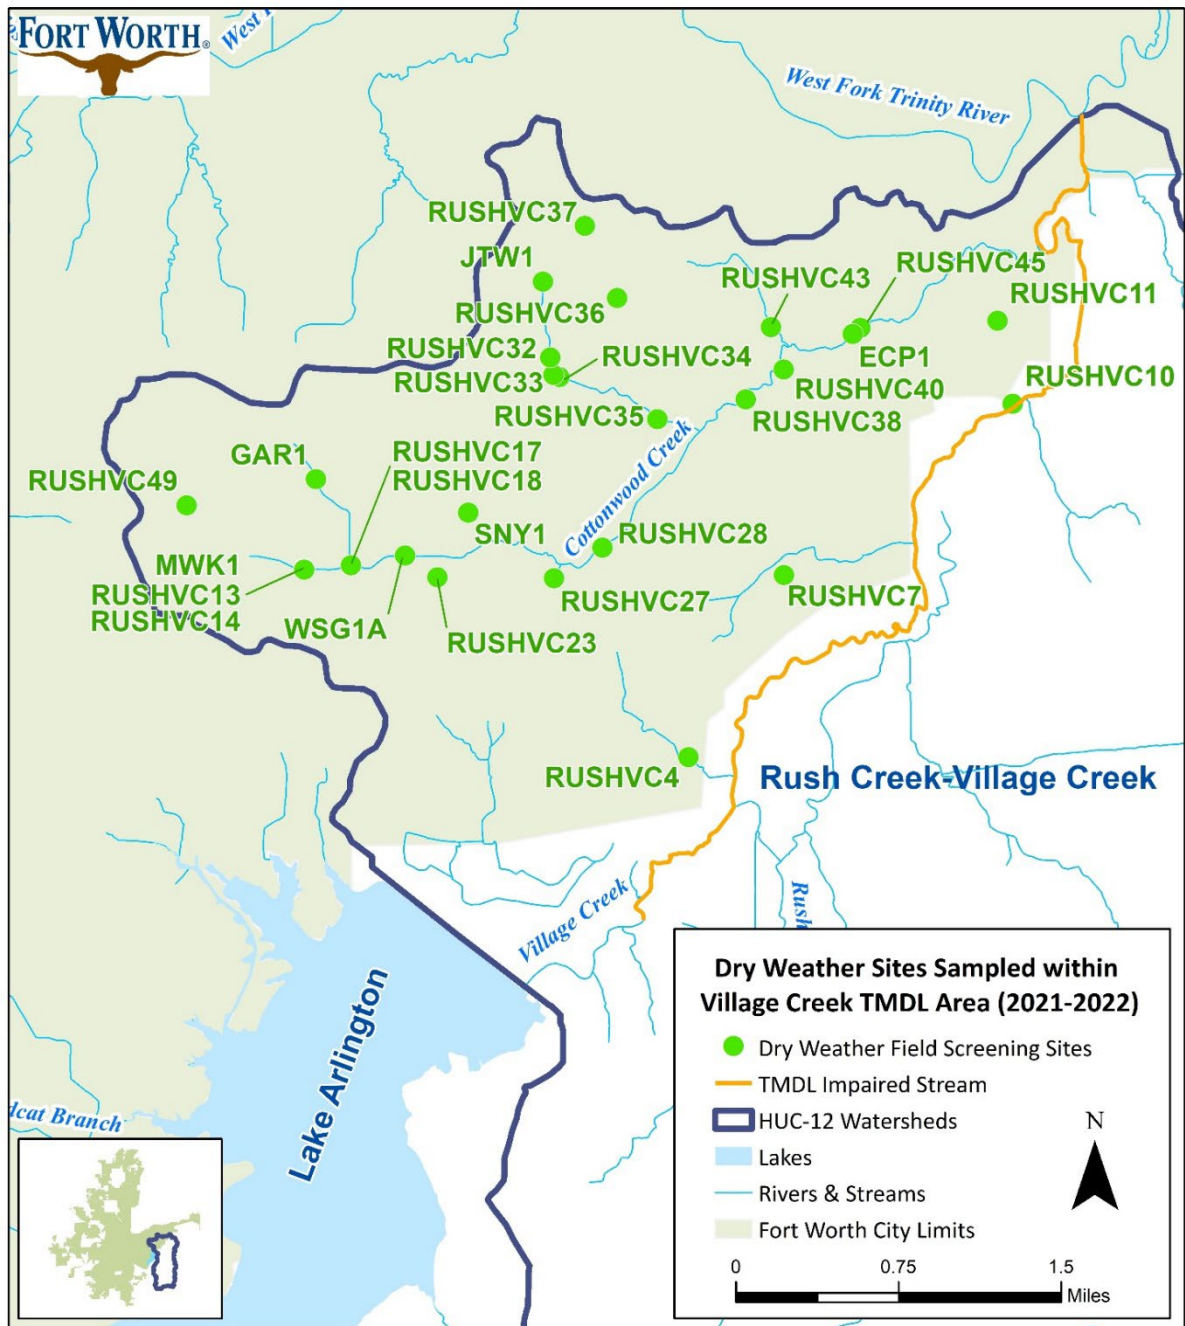 FORT WORTH®
West
West Fork Trinity River
RUSHVC37
JTW1
RUSHVC36
RUSHVC43
RUSHVC45
RUSHVC11
RUSHVC32
RUSHVC34
ECP1
RUSHVC33
RUSHVC10
RUSHVC40
RUSHVC35
RUSHVC38
Cottonwood Creek
GAR1
RUSHVC17
RUSHVC18
RUSHVC49
SNY1
RUSHVC28
MWK1
RUSHVC13
RUSHVC14
WSG1A
RUSHVC23
RUSHVC27
RUSHVC7
RUSHVC4
Rush Creek-Village Creek
Village Creek
Rush
Lake Arlington
dcat Branch
Dry Weather Sites Sampled within
Village Creek TMDL Area (2021-2022)
Dry Weather Field Screening Sites
TMDL Impaired Stream
HUC-12 Watersheds
Lakes
Rivers & Streams
Fort Worth City Limits
N
0 0.75 1.5
Miles